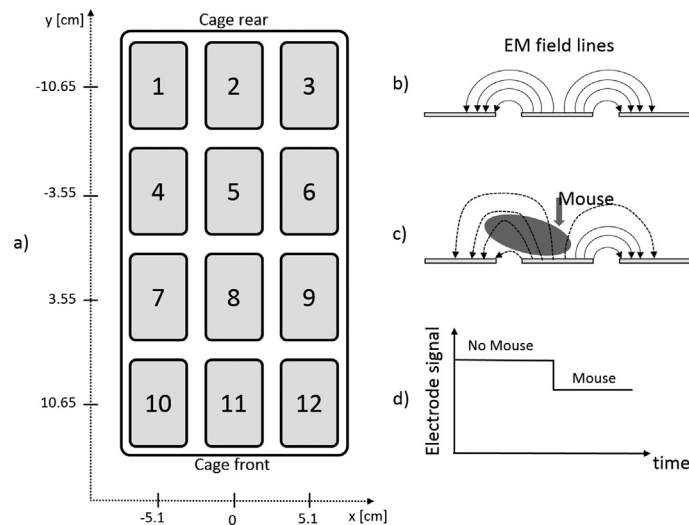 y [cm]
Cage rear
-10.65
-3.55
3.55
10.65
a)
1 2 3
4 5 6
7 8 9
10 11 12
Cage front
-5.1 0 5.1 x [cm]
EM field lines
b)
Mouse
c)
d)
Electrode signal
No Mouse
Mouse
time